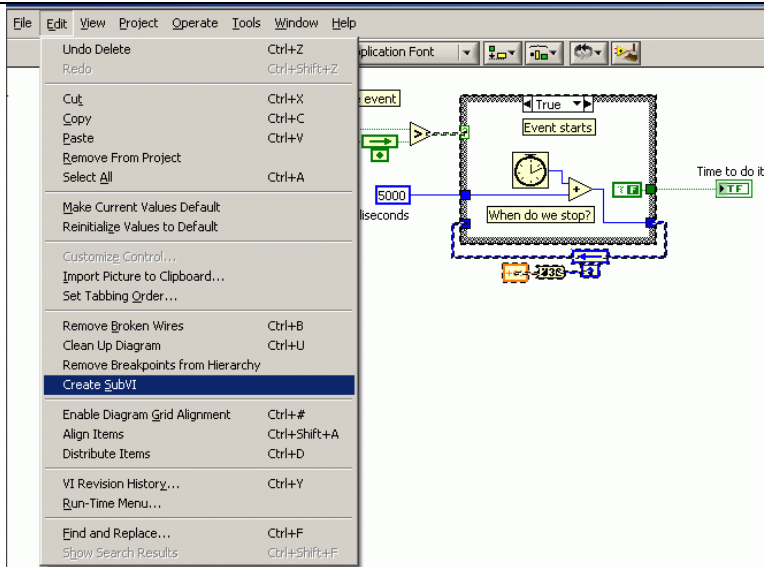 File Edit View Project Operate Tools Window Help
Undo Delete Ctrl+Z
Redo Ctrl+Shift+Z
Cut Ctrl+X
Copy Ctrl+C
Paste Ctrl+V
Remove From Project
Select All Ctrl+A
Make Current Values Default
Reinitialize Values to Default
Customize Control...
Import Picture to Clipboard...
Set Tabbing Order...
Remove Broken Wires Ctrl+B
Clean Up Diagram Ctrl+U
Remove Breakpoints from Hierarchy
Create SubVI
Enable Diagram Grid Alignment Ctrl+#
Align Items Ctrl+Shift+A
Distribute Items Ctrl+D
VI Revision History... Ctrl+Y
Run-Time Menu...
Find and Replace... Ctrl+F
Show Search Results Ctrl+Shift+F
plication Font
event
True
Event starts
5000
liseconds
When do we stop?
F
Time to do it
TF